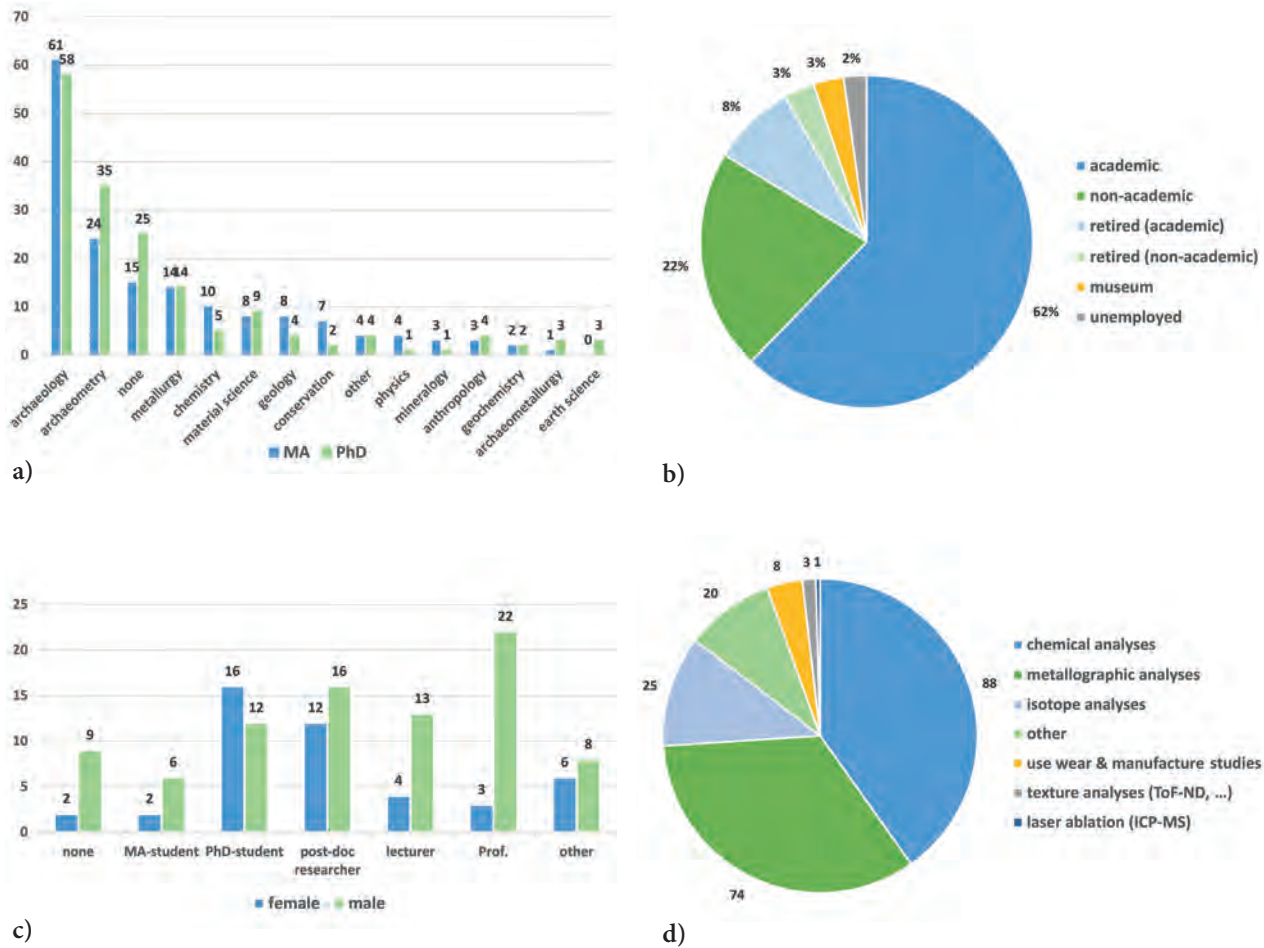 70
60
50
40
30
20
10
0
61
58
24
35
15
25
14 14
10
5
8
9
8
4
7
2
4 4
4
1
3
1
3
4
2 2
1
3
0
3
archaeology
archaeometry
none
metallurgy
chemistry
material science
geology
conservation
other
physics
mineralogy
anthropology
geochemistry
archaeometallurgy
earth science
MA PhD
a)
2%
3%
3%
8%
22%
62%
academic
non-academic
retired (academic)
retired (non-academic)
museum
unemployed
b)
25
20
15
10
5
0
2
9
2
6
16
12
12
16
4
13
3
22
6
8
none MA-student PhD-student post-doc lecturer Prof. other
researcher
female male
c)
8
3 1
20
25
88
74
chemical analyses
metallographic analyses
isotope analyses
other
use wear & manufacture studies
texture analyses (ToF-ND, ...)
laser ablation (ICP-MS)
d)